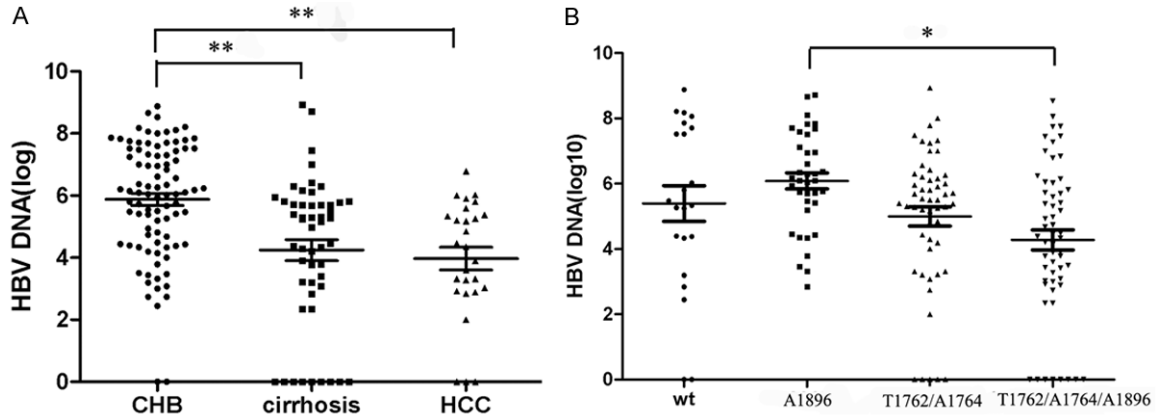 A
**
**
HBV DNA(log)
10
8
6
4
2
0
CHB cirrhosis HCC
B
*
HBV DNA(log10)
10
8
6
4
2
0
wt A1896 T1762/A1764 T1762/A1764/A1896